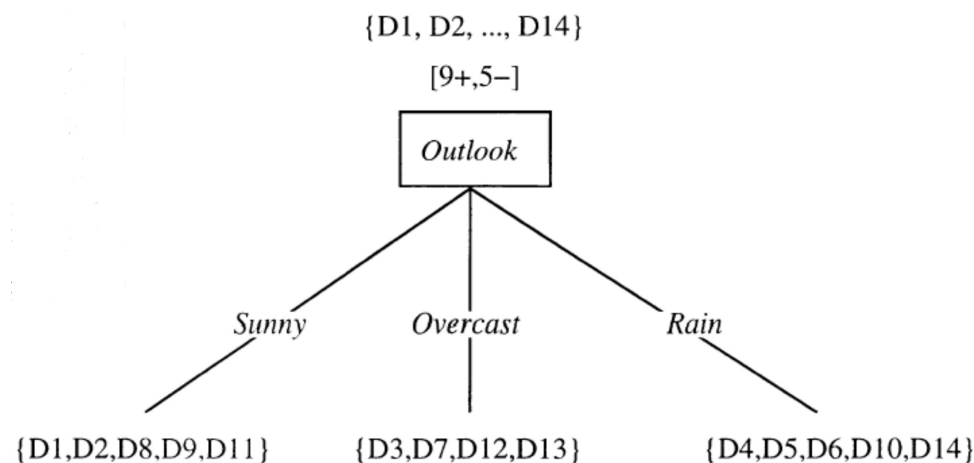 {D1, D2, ..., D14}
[9+,5−]
Outlook
Sunny
Overcast
Rain
{D1,D2,D8,D9,D11}
{D3,D7,D12,D13}
{D4,D5,D6,D10,D14}